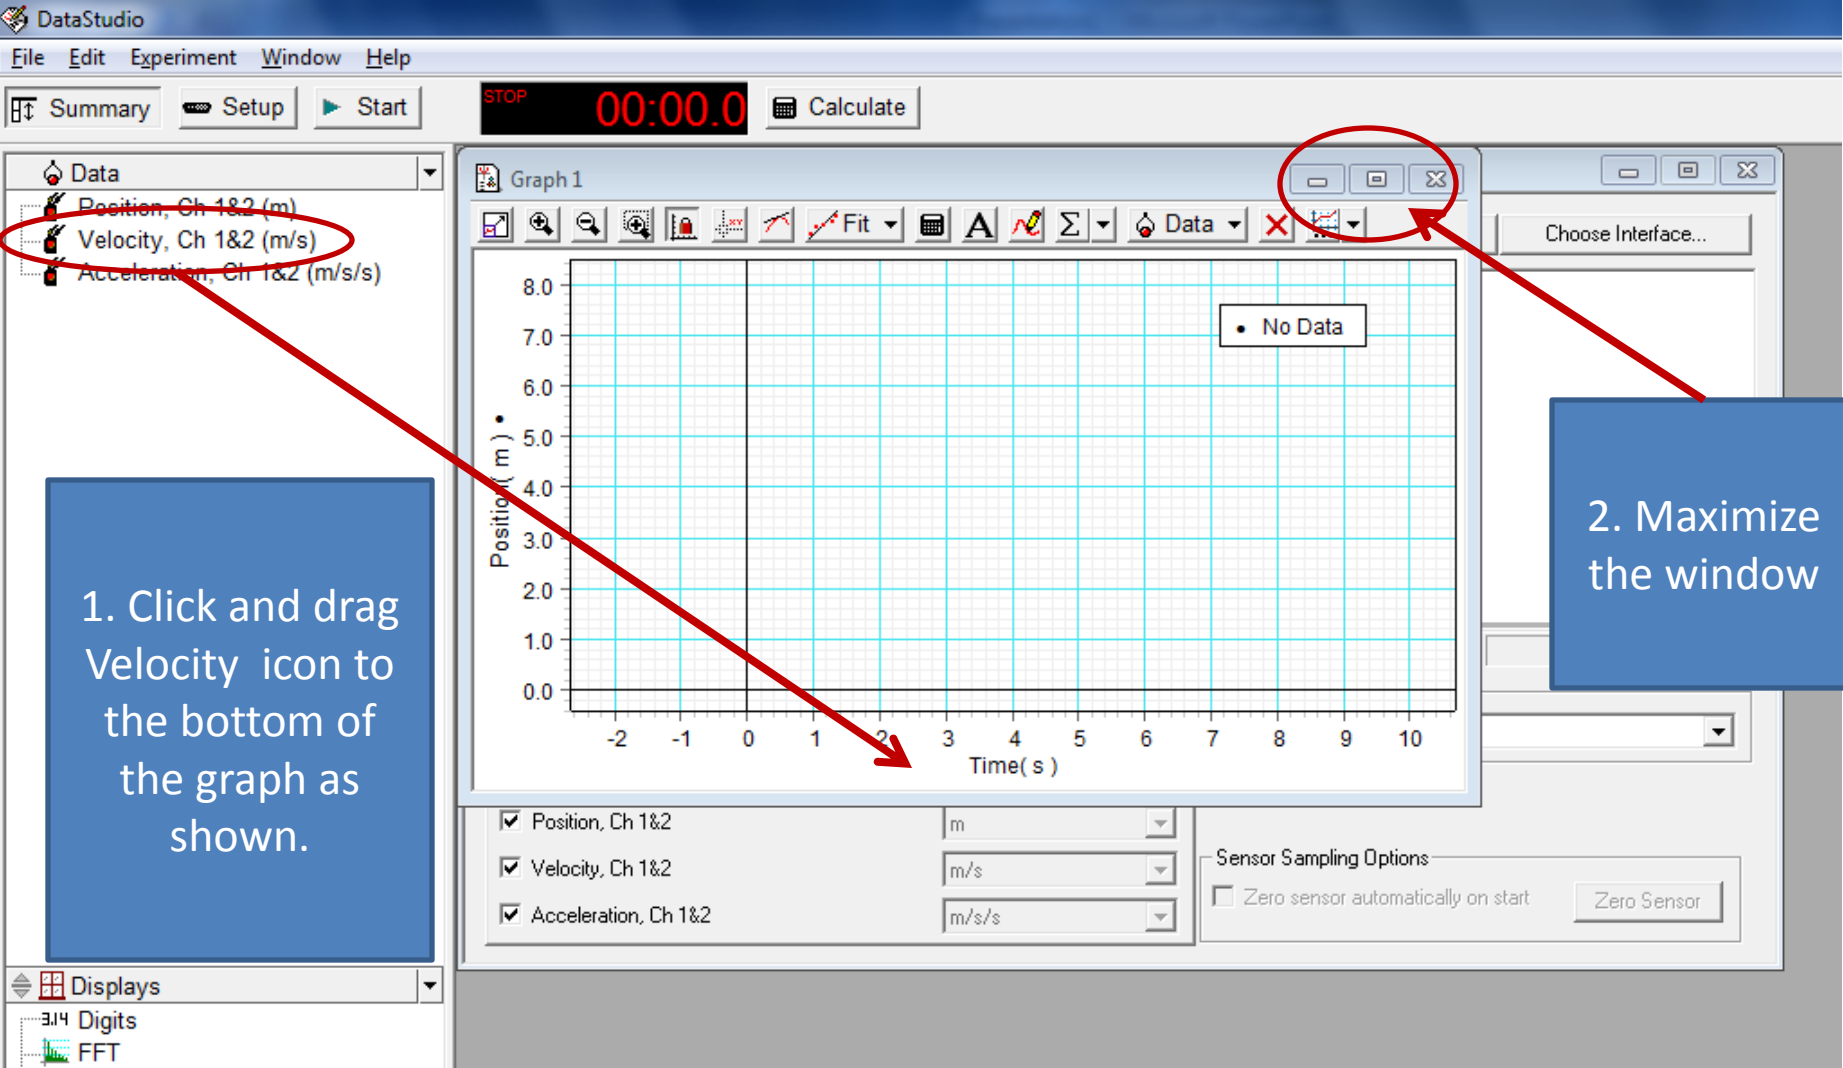 DataStudio
File Edit Experiment Window Help
Summary Setup Start STOP 00:00.0 Calculate
Data
Position, Ch 1&2 (m)
Velocity, Ch 1&2 (m/s)
Acceleration, Ch 1&2 (m/s/s)
Graph 1
Fit A Σ Data
Choose Interface...
8.0
7.0
6.0
5.0
4.0
3.0
2.0
1.0
0.0
Position( m )
No Data
-2 -1 0 1 2 3 4 5 6 7 8 9 10
Time( s )
1. Click and drag
Velocity icon to
the bottom of
the graph as
shown.
2. Maximize
the window
Position, Ch 1&2 m
Velocity, Ch 1&2 m/s
Acceleration, Ch 1&2 m/s/s
Sensor Sampling Options
Zero sensor automatically on start Zero Sensor
Displays
3.14 Digits
FFT